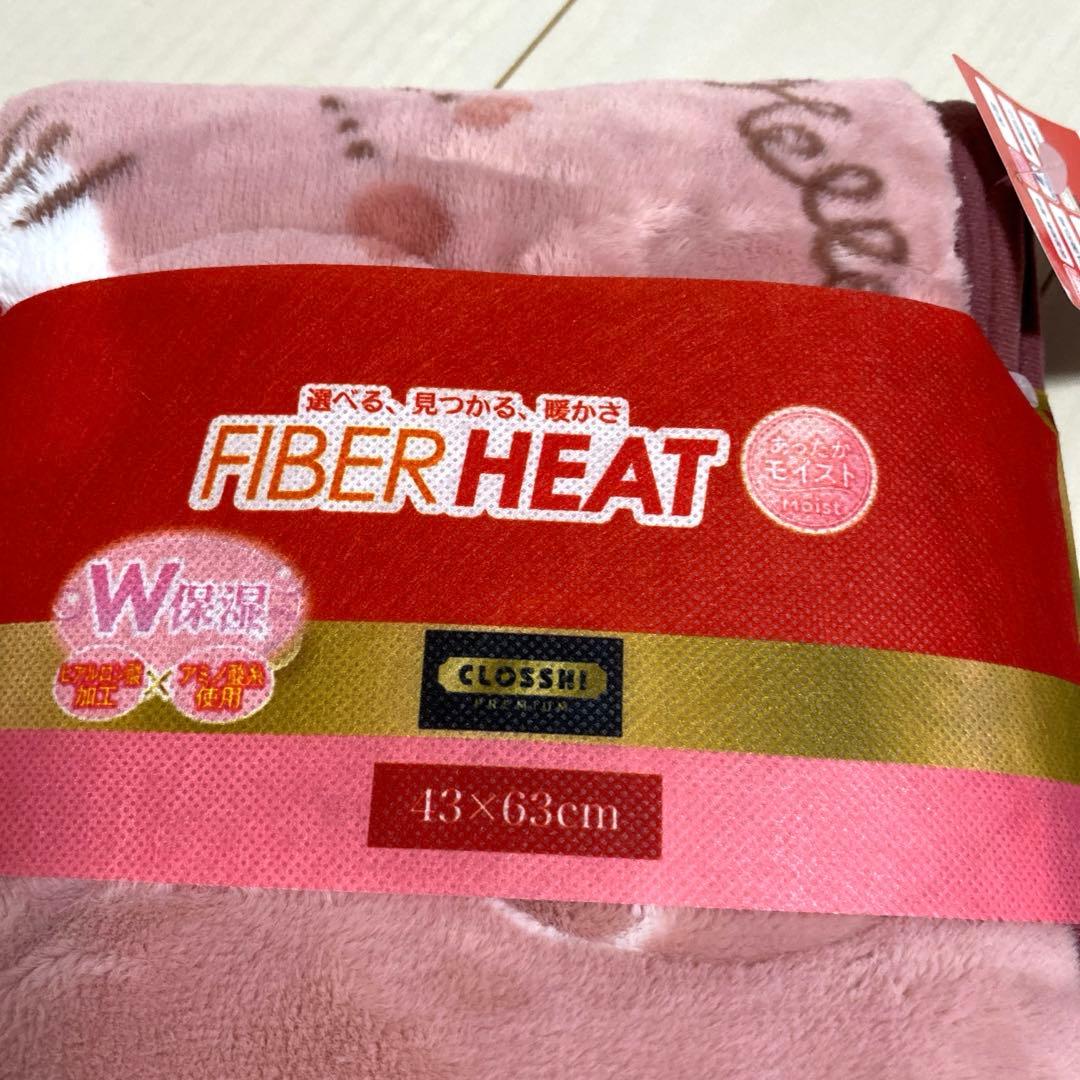 Hell
選べる、見つかる、暖かさ
FIBER HEAT
あったか
モイスト
Moist
W保湿
ヒアルロン酸
加工
×
アミノ酸糸
使用
CLOSSHI
PREMIUM
43×63cm